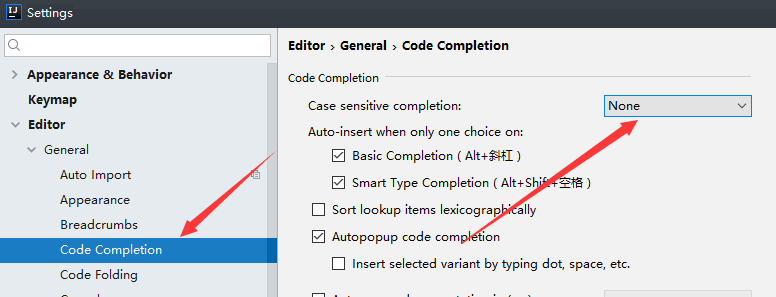 IJ
Settings
Appearance & Behavior
Keymap
Editor
General
Auto Import
Appearance
Breadcrumbs
Code Completion
Code Folding
Editor › General › Code Completion
Code Completion
Case sensitive completion: None
Auto-insert when only one choice on:
Basic Completion ( Alt+斜杠 )
Smart Type Completion ( Alt+Shift+空格 )
Sort lookup items lexicographically
Autopopup code completion
Insert selected variant by typing dot, space, etc.